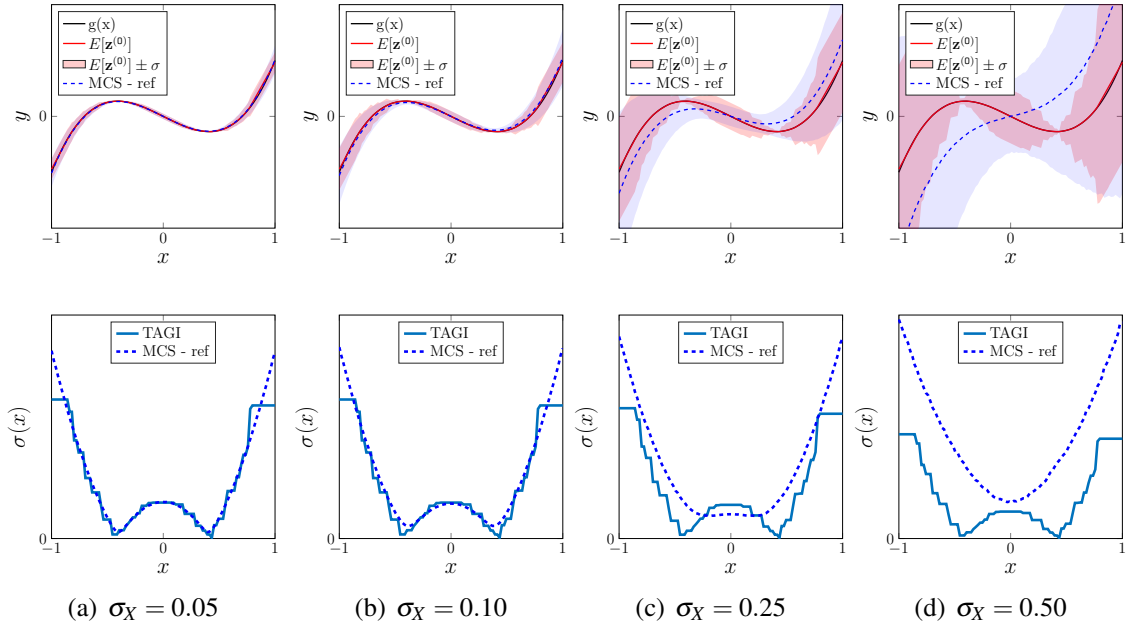 g(x)
E[z^(0)]
E[z^(0)] ± σ
MCS - ref
y
0
−1 0 1
x
g(x)
E[z^(0)]
E[z^(0)] ± σ
MCS - ref
y
0
−1 0 1
x
g(x)
E[z^(0)]
E[z^(0)] ± σ
MCS - ref
y
0
−1 0 1
x
g(x)
E[z^(0)]
E[z^(0)] ± σ
MCS - ref
y
0
−1 0 1
x
TAGI
MCS - ref
σ(x)
0
−1 0 1
x
TAGI
MCS - ref
σ(x)
0
−1 0 1
x
TAGI
MCS - ref
σ(x)
0
−1 0 1
x
TAGI
MCS - ref
σ(x)
0
−1 0 1
x
(a) σ_X = 0.05
(b) σ_X = 0.10
(c) σ_X = 0.25
(d) σ_X = 0.50